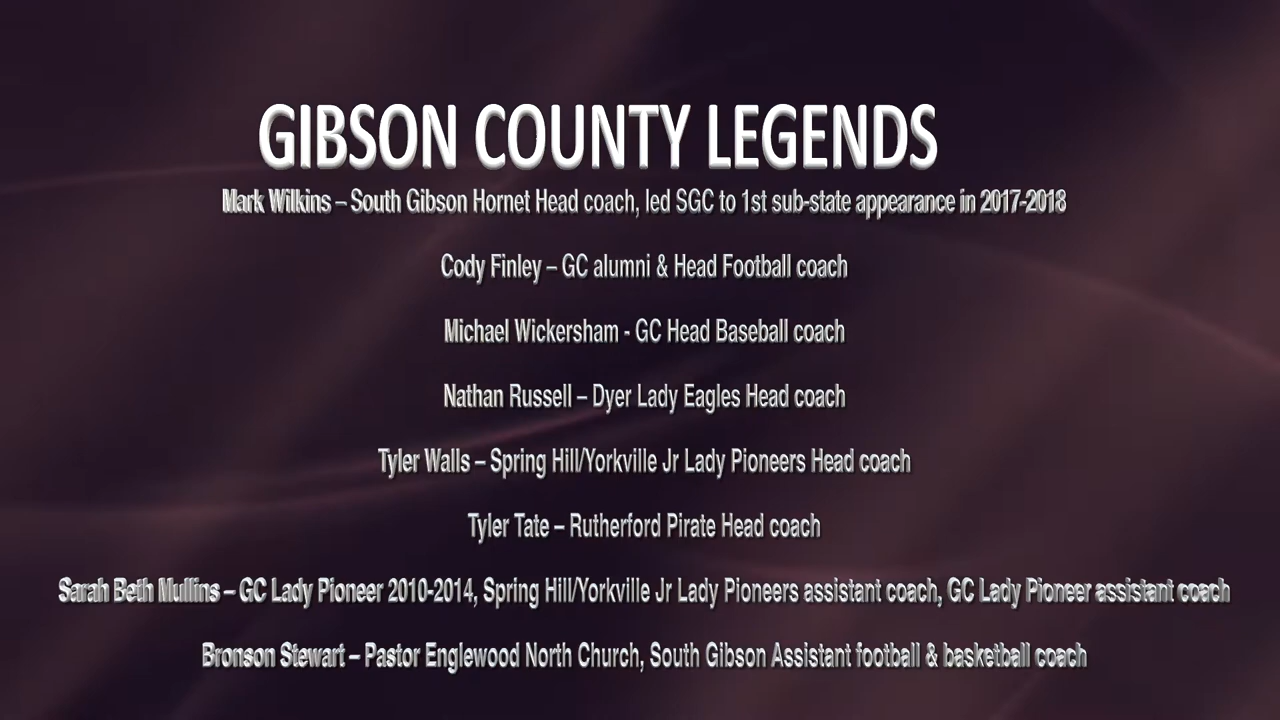 GIBSON COUNTY LEGENDS
Mark Wilkins – South Gibson Hornet Head coach, led SGC to 1st sub-state appearance in 2017-2018
Cody Finley – GC alumni & Head Football coach
Michael Wickersham - GC Head Baseball coach
Nathan Russell – Dyer Lady Eagles Head coach
Tyler Walls – Spring Hill/Yorkville Jr Lady Pioneers Head coach
Tyler Tate – Rutherford Pirate Head coach
Sarah Beth Mullins – GC Lady Pioneer 2010-2014, Spring Hill/Yorkville Jr Lady Pioneers assistant coach, GC Lady Pioneer assistant coach
Bronson Stewart – Pastor Englewood North Church, South Gibson Assistant football & basketball coach